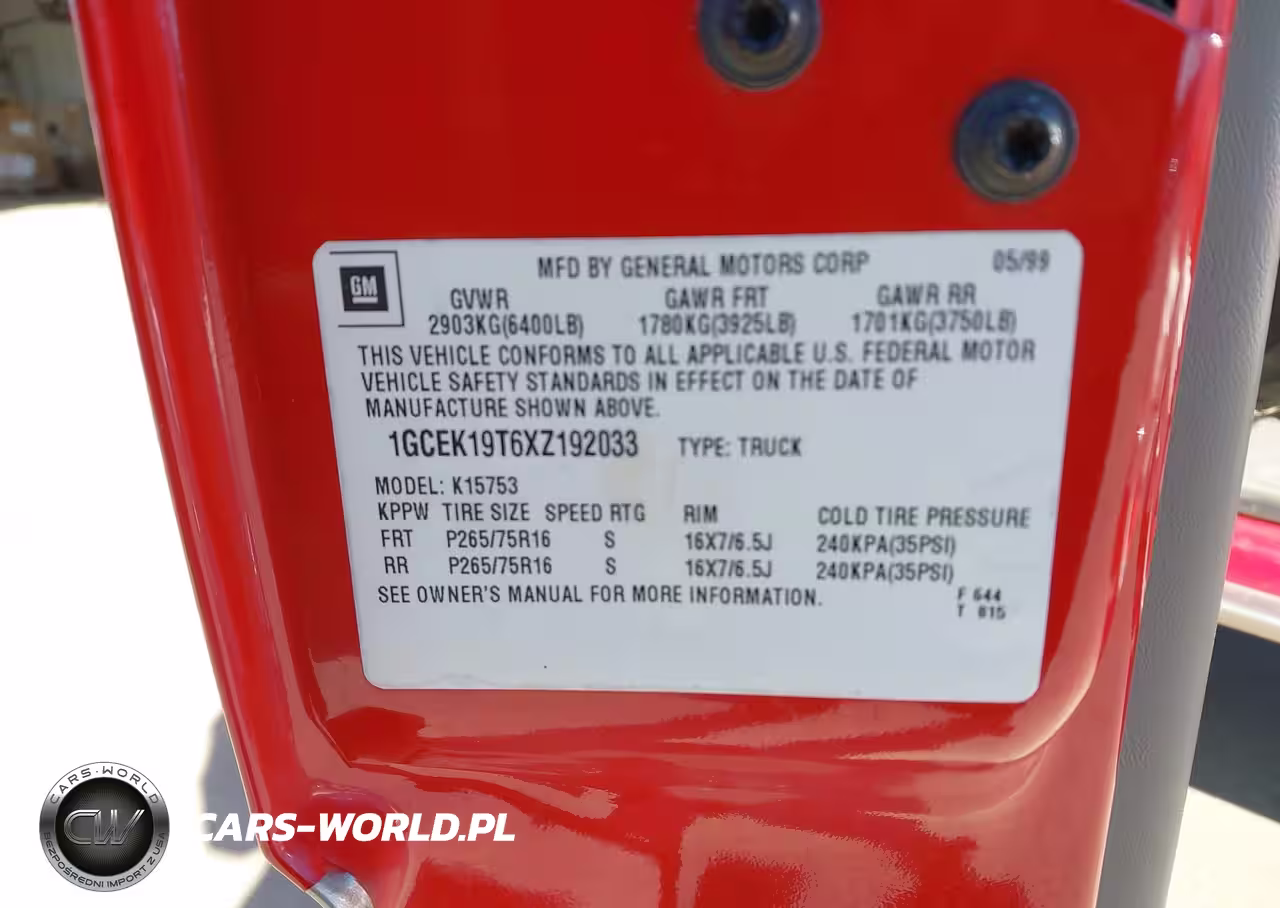 GM
MFD BY GENERAL MOTORS CORP 05/99
GVWR GAWR FRT GAWR RR
2903KG(6400LB) 1780KG(3925LB) 1701KG(3750LB)
THIS VEHICLE CONFORMS TO ALL APPLICABLE U.S. FEDERAL MOTOR
VEHICLE SAFETY STANDARDS IN EFFECT ON THE DATE OF
MANUFACTURE SHOWN ABOVE.
1GCEK19T6XZ192033 TYPE: TRUCK
MODEL: K15753
KPPW TIRE SIZE SPEED RTG RIM COLD TIRE PRESSURE
FRT P265/75R16 S 16X7/6.5J 240KPA(35PSI)
RR P265/75R16 S 16X7/6.5J 240KPA(35PSI)
SEE OWNER'S MANUAL FOR MORE INFORMATION.
F 644
T 815
CARS-WORLD
CW
BEZPOŚREDNI IMPORT Z USA
CARS-WORLD.PL